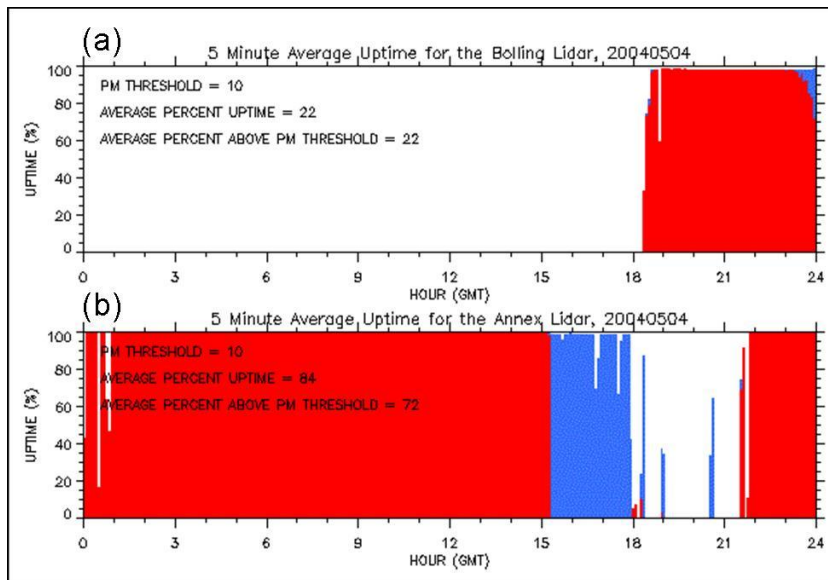 (a)
5 Minute Average Uptime for the Bolling Lidar, 20040504
PM THRESHOLD = 10
AVERAGE PERCENT UPTIME = 22
AVERAGE PERCENT ABOVE PM THRESHOLD = 22
UPTIME (%)
100
80
60
40
20
0
0 3 6 9 12 15 18 21 24
HOUR (GMT)
(b)
5 Minute Average Uptime for the Annex Lidar, 20040504
PM THRESHOLD = 10
AVERAGE PERCENT UPTIME = 84
AVERAGE PERCENT ABOVE PM THRESHOLD = 72
UPTIME (%)
100
80
60
40
20
0
0 3 6 9 12 15 18 21 24
HOUR (GMT)